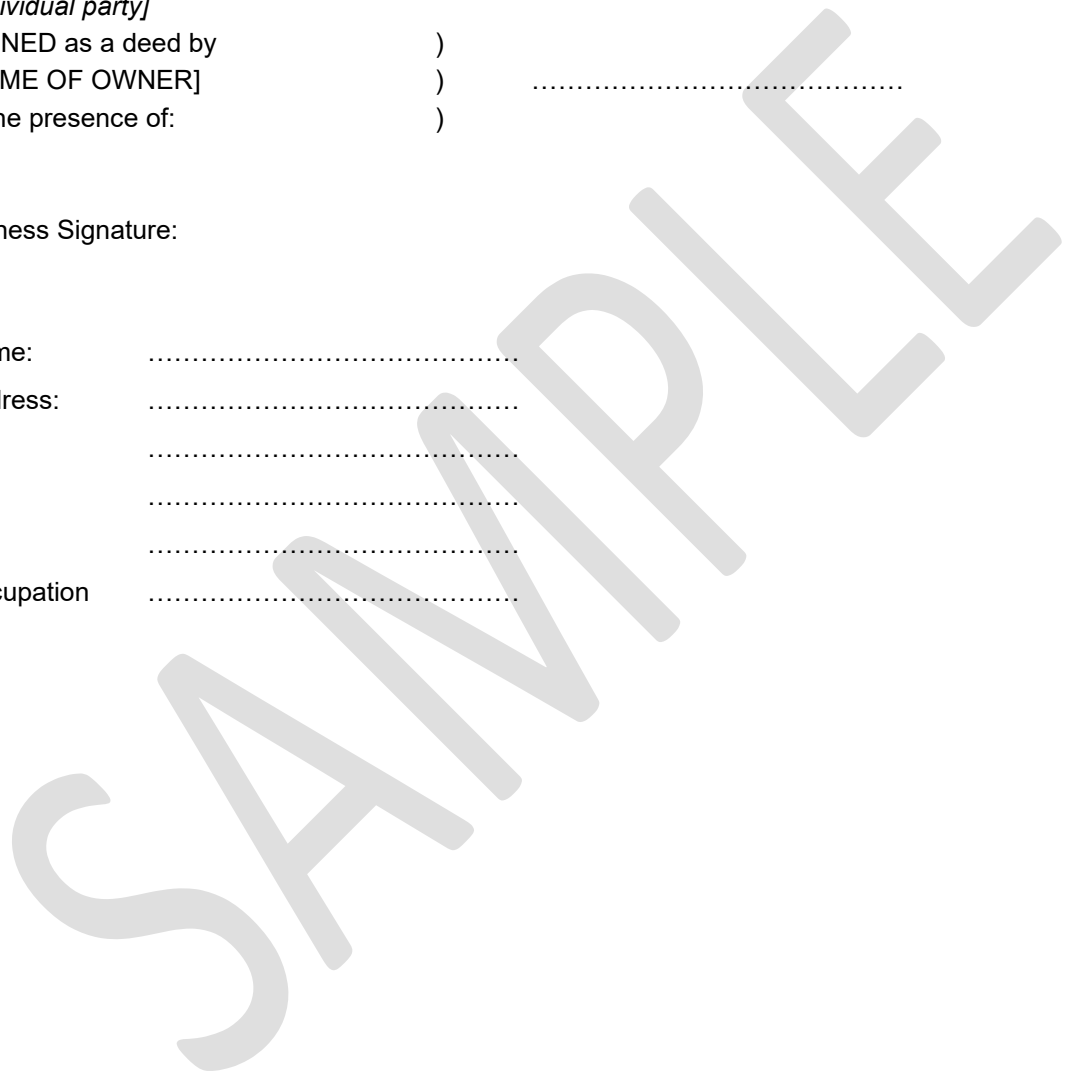 ividual party]
NED as a deed by )
ME OF OWNER] ) ……………………………………
he presence of: )
ness Signature:
me: ……………………………………
dress: ……………………………………
……………………………………
……………………………………
……………………………………
cupation ……………………………………
SAMPLE